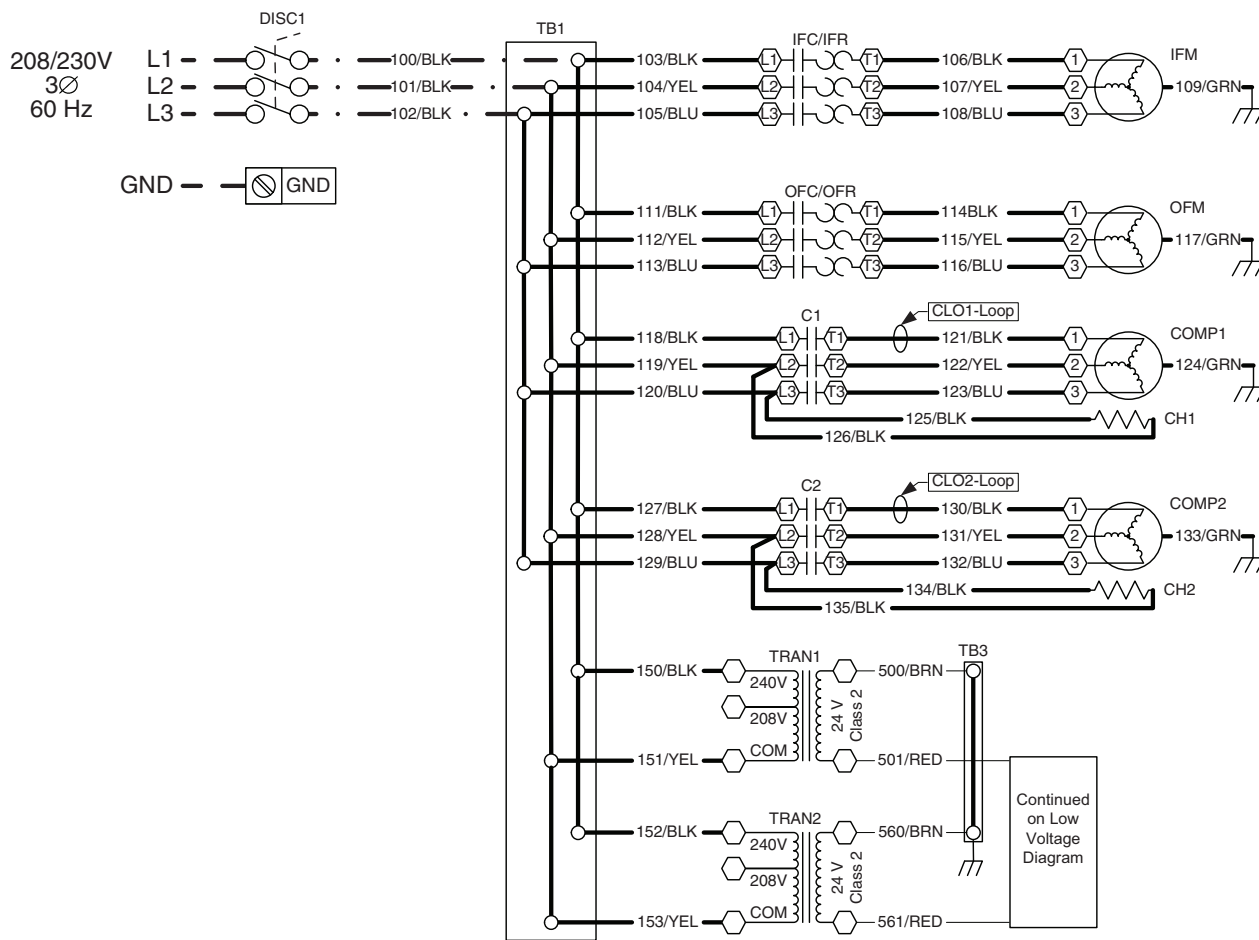 DISC1
TB1
208/230V
3Ø
60 Hz
L1
L2
L3
100/BLK
101/BLK
102/BLK
GND
GND
IFC/IFR
IFM
103/BLK L1 T1 106/BLK 1
104/YEL L2 T2 107/YEL 2 109/GRN
105/BLU L3 T3 108/BLU 3
OFC/OFR
OFM
111/BLK L1 T1 114BLK 1
112/YEL L2 T2 115/YEL 2 117/GRN
113/BLU L3 T3 116/BLU 3
CLO1-Loop
C1
COMP1
118/BLK L1 T1 121/BLK 1
119/YEL L2 T2 122/YEL 2 124/GRN
120/BLU L3 T3 123/BLU 3
125/BLK CH1
126/BLK
CLO2-Loop
C2
COMP2
127/BLK L1 T1 130/BLK 1
128/YEL L2 T2 131/YEL 2 133/GRN
129/BLU L3 T3 132/BLU 3
134/BLK CH2
135/BLK
TRAN1
TB3
150/BLK 240V 500/BRN
208V
24 V
Class 2
151/YEL COM 501/RED
TRAN2
152/BLK 240V 560/BRN
208V
24 V
Class 2
153/YEL COM 561/RED
Continued
on Low
Voltage
Diagram